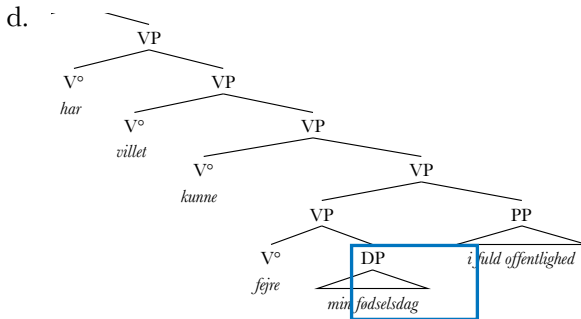 d.
VP
V° VP
har
V° VP
villet
V° VP
kunne
VP PP
V° DP i fuld offentlighed
fejre
min fødselsdag